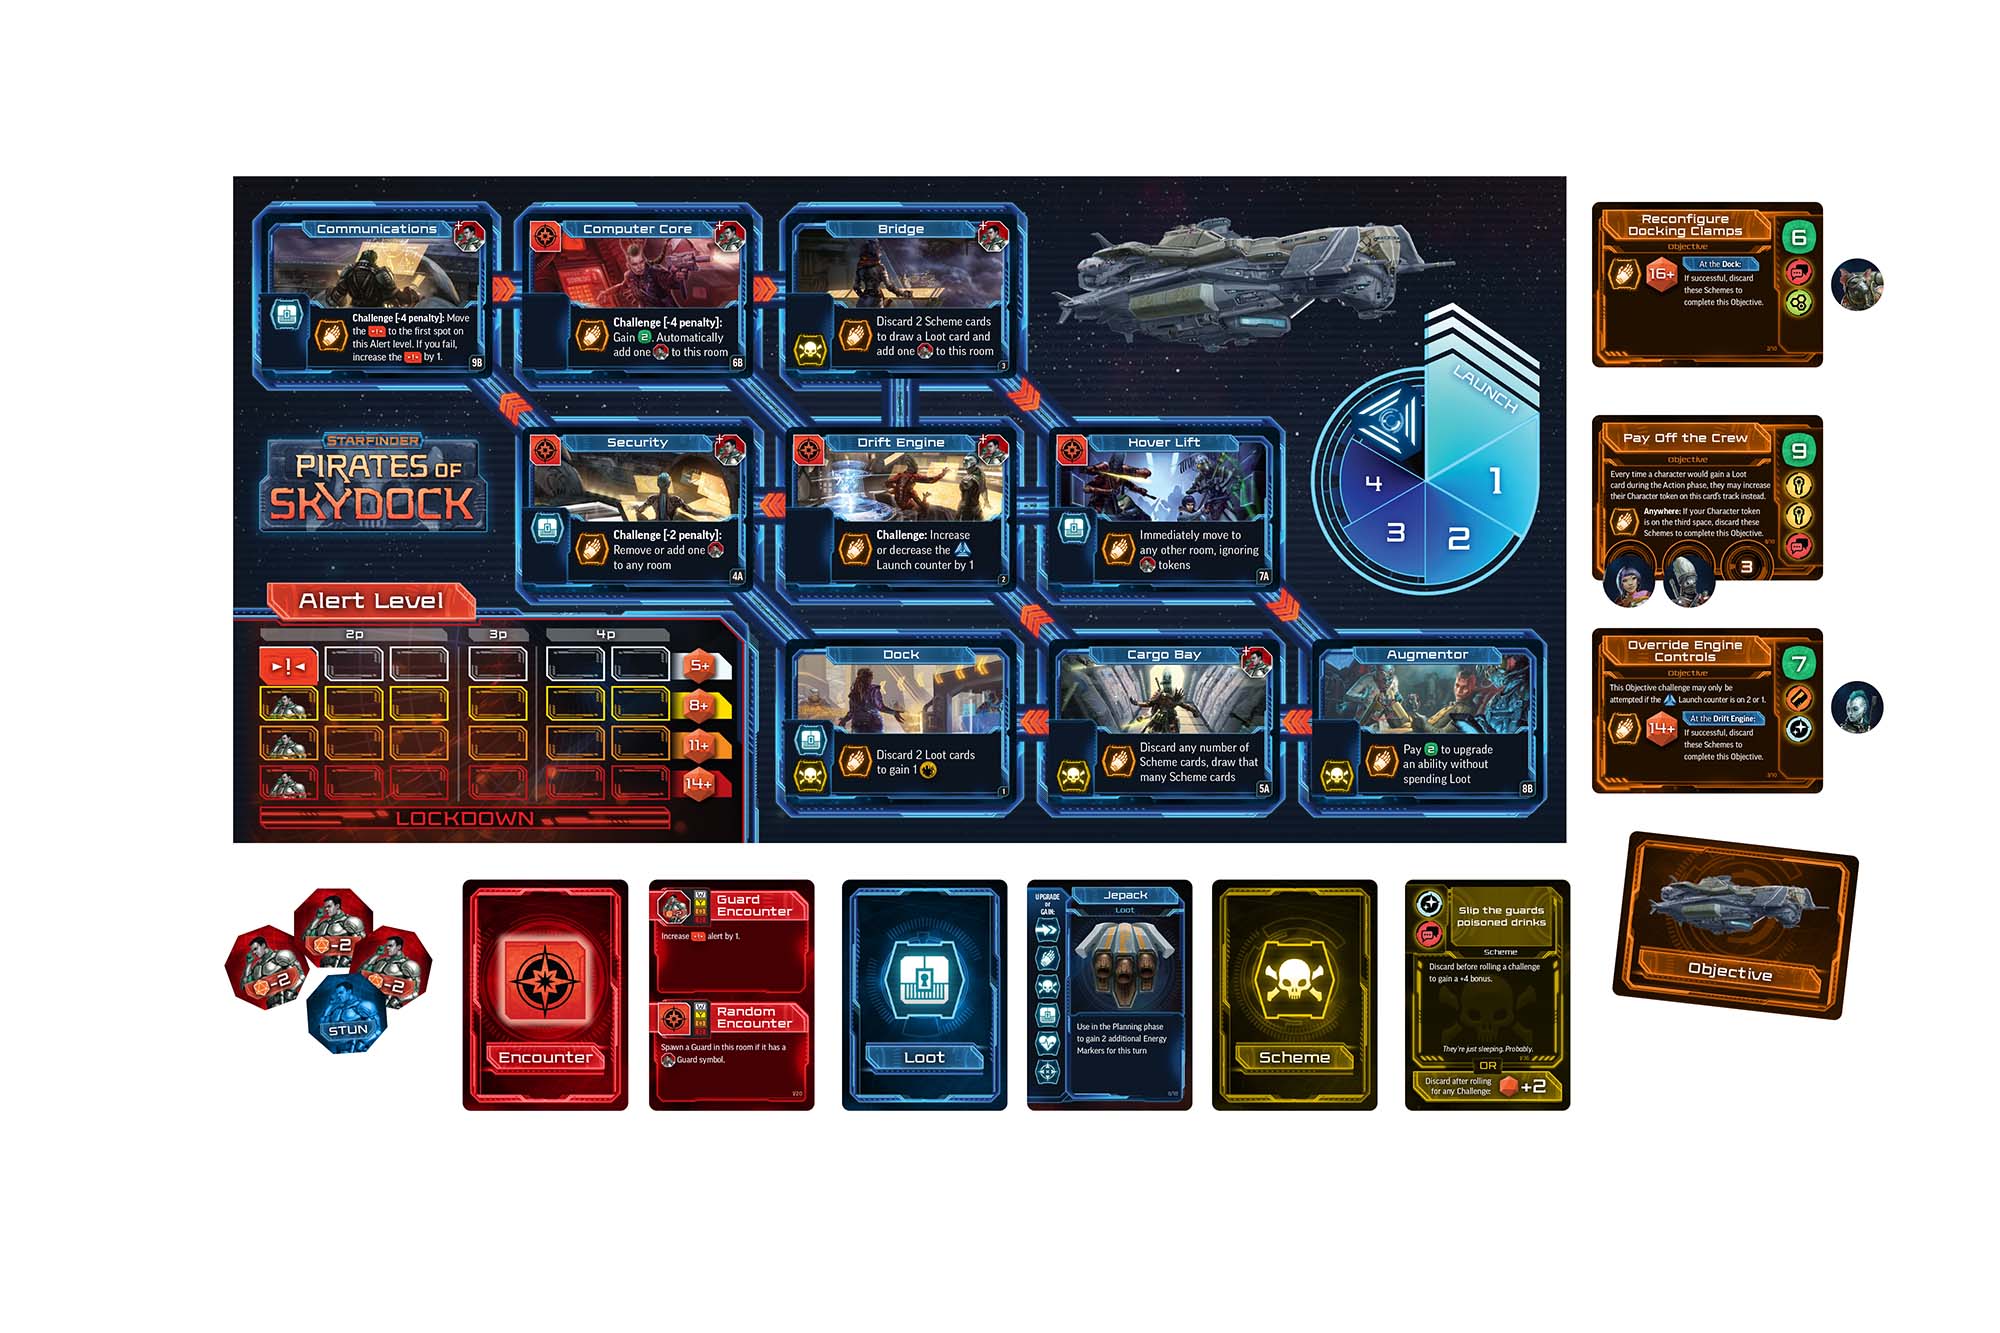 Communications
Challenge [-4 penalty]: Move
the ►!◄ to the first spot on
this Alert level. If you fail,
increase the ►!◄ by 1.
9B
Computer Core
Challenge [-4 penalty]:
Gain 2. Automatically
add one to this room
6B
Bridge
Discard 2 Scheme cards
to draw a Loot card and
add one to this room
3
STARFINDER
PIRATES OF
SKYDOCK
Security
Challenge [-2 penalty]:
Remove or add one
to any room
4A
Drift Engine
Challenge: Increase
or decrease the
Launch counter by 1
2
Hover Lift
Immediately move to
any other room, ignoring
tokens
7A
LAUNCH
1
2
3
4
Alert Level
2p 3p 4p
►!◄ 5+
8+
11+
14+
LOCKDOWN
Dock
Discard 2 Loot cards
to gain 1
1
Cargo Bay
Discard any number of
Scheme cards, draw that
many Scheme cards
5A
Augmentor
Pay 2 to upgrade
an ability without
spending Loot
8B
Reconfigure
Docking Clamps
Objective
6
16+
At the Dock:
If successful, discard
these Schemes to
complete this Objective.
2/10
Pay Off the Crew
Objective
9
Every time a character would gain a Loot
card during the Action phase, they may increase
their Character token on this card's track instead.
Anywhere: If your Character token
is on the third space, discard these
Schemes to complete this Objective.
3
Override Engine
Controls
Objective
7
This Objective challenge may only be
attempted if the Launch counter is on 2 or 1.
14+
At the Drift Engine:
If successful, discard
these Schemes to
complete this Objective.
3/10
Objective
-2
-2
-2
STUN
Encounter
Guard
Encounter
Increase ►!◄ alert by 1.
Random
Encounter
Spawn a Guard in this room if it has a
Guard symbol.
1/20
Loot
UPGRADE
or
GAIN:
Jepack
Loot
Use in the Planning phase
to gain 2 additional Energy
Markers for this turn
Scheme
Slip the guards
poisoned drinks
Scheme
Discard before rolling a challenge
to gain a +4 bonus.
They're just sleeping. Probably.
OR
Discard after rolling
for any Challenge:
+2